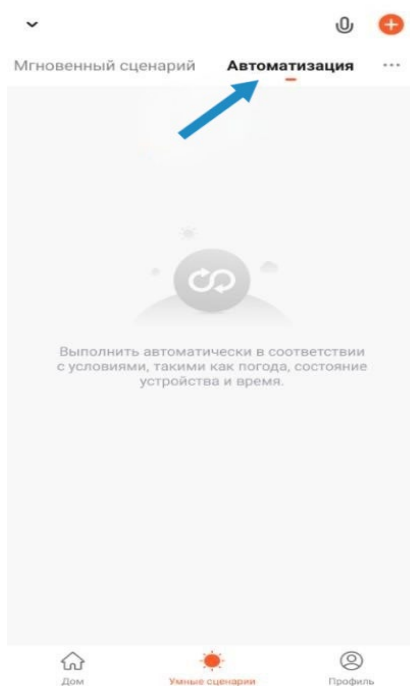 Мгновенный сценарий Автоматизация ...
Выполнить автоматически в соответствии
с условиями, такими как погода, состояние
устройства и время.
Дом Умные сценарии Профиль